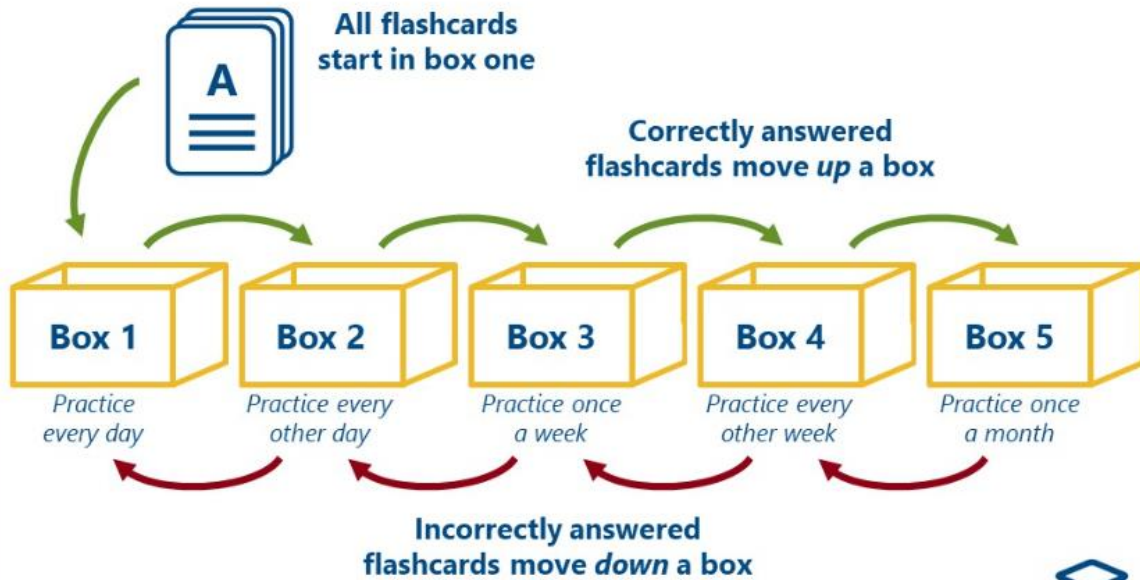 All flashcards
start in box one
A
Correctly answered
flashcards move up a box
Box 1
Box 2
Box 3
Box 4
Box 5
Practice
every day
Practice every
other day
Practice once
a week
Practice every
other week
Practice once
a month
Incorrectly answered
flashcards move down a box